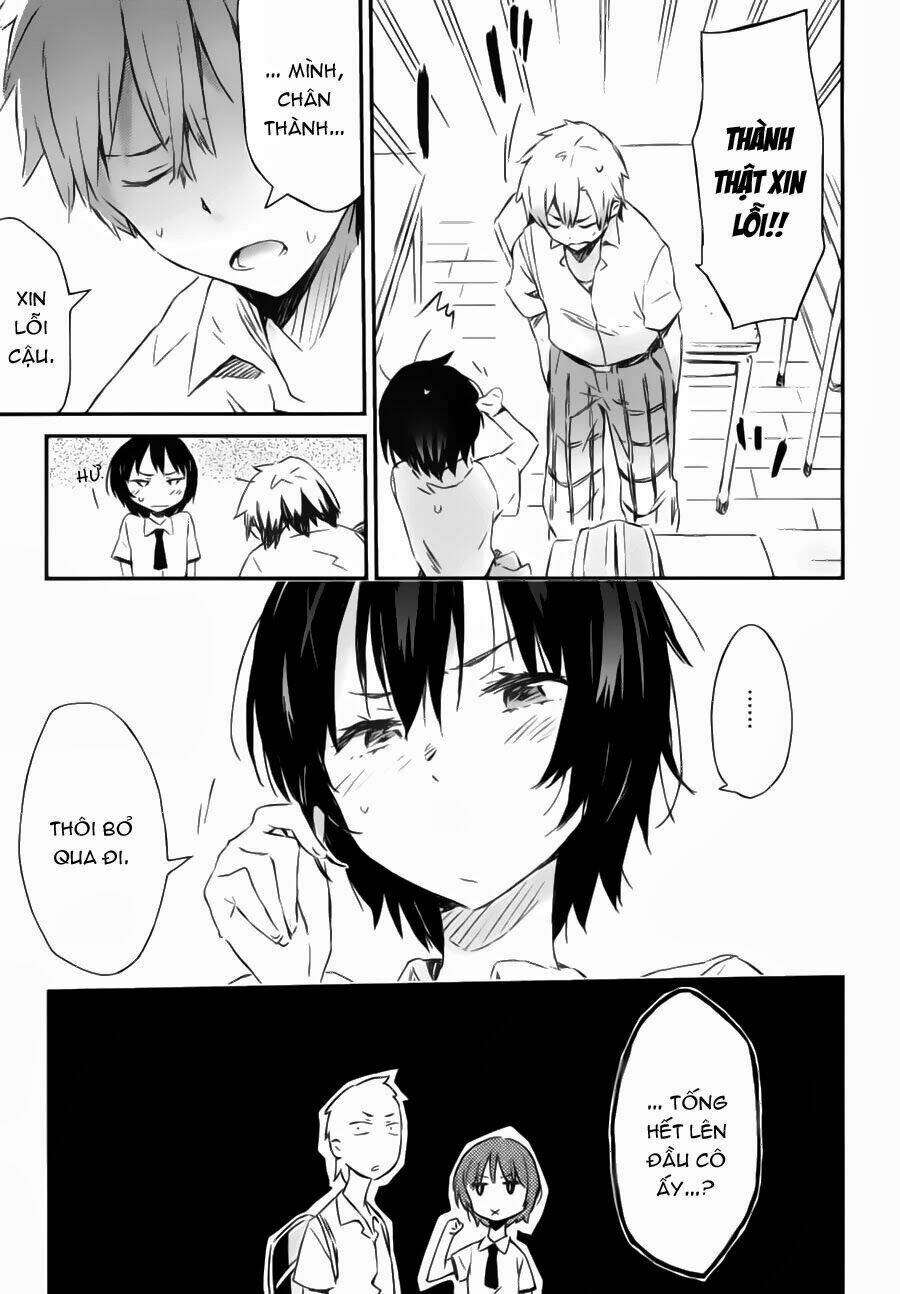 THÀNH
THẬT XIN
LỖI!!
... MÌNH,
CHÂN
THÀNH...
XIN
LỖI
CẬU.
HỨ
.......
THÔI BỎ
QUA ĐI.
... TỐNG
HẾT LÊN
ĐẦU CÔ
ẤY...?